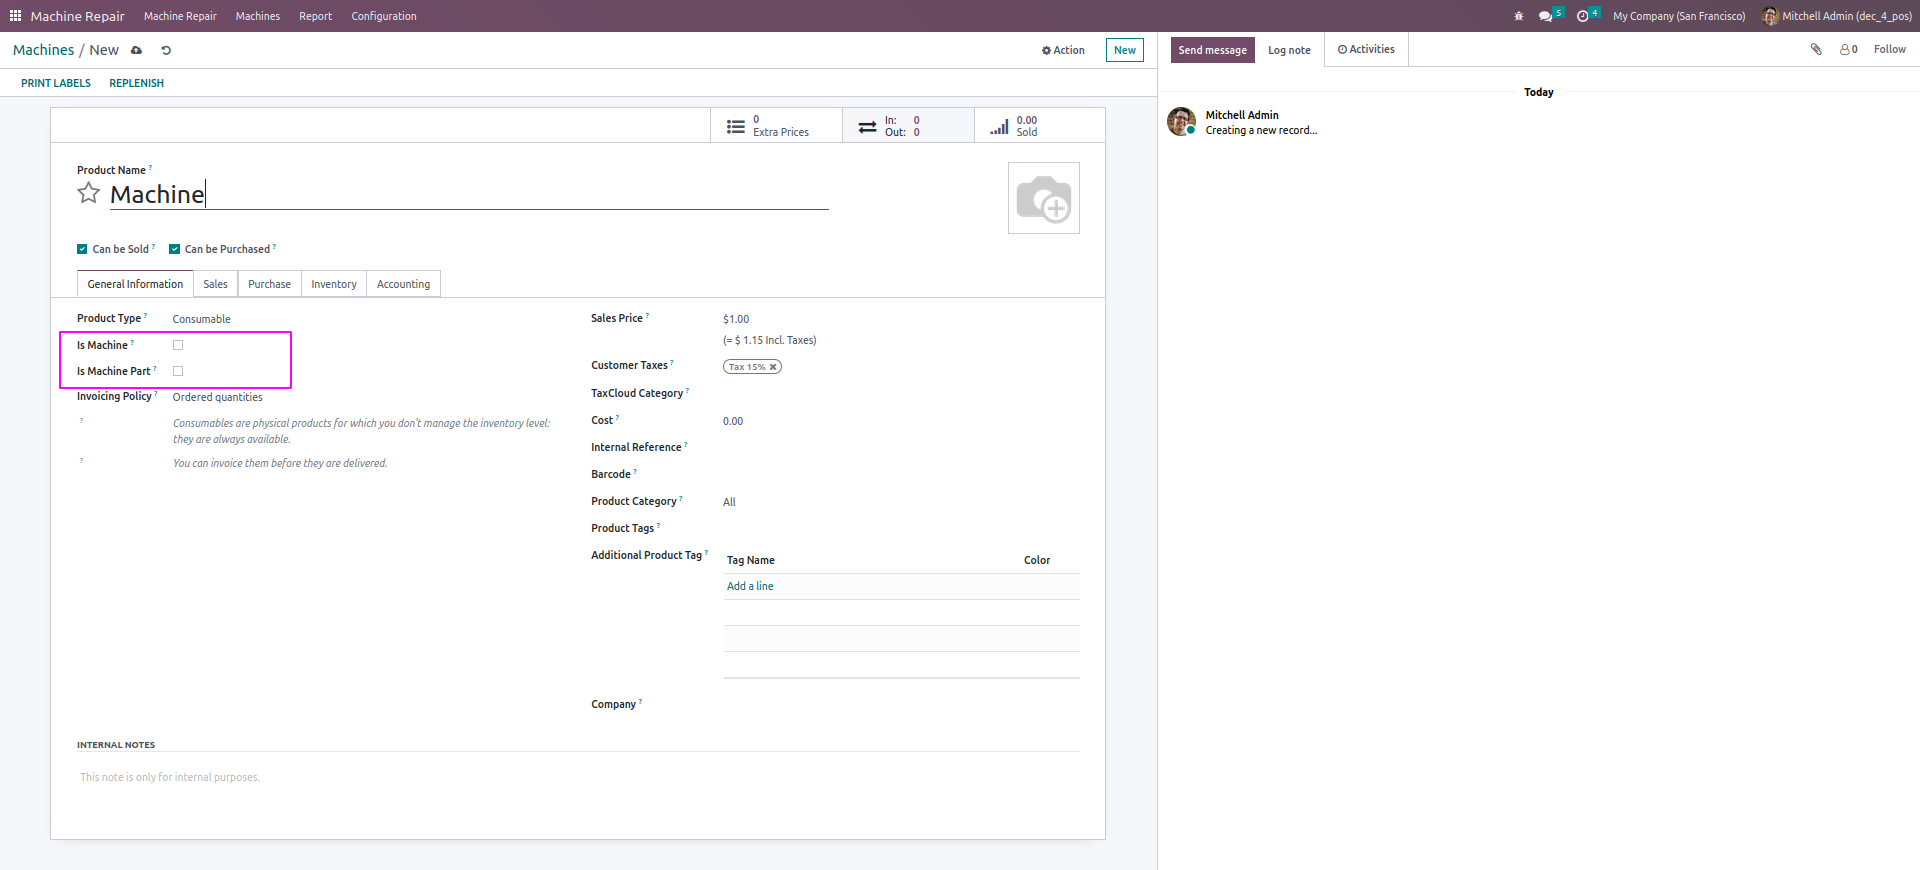 Machine Repair Machine Repair Machines Report Configuration 5 4 My Company (San Francisco) Mitchell Admin (dec_4_pos)
Machines / New Action New
PRINT LABELS REPLENISH
0
Extra Prices
In: 0
Out: 0
0.00
Sold
Product Name ?
Machine
Can be Sold ? Can be Purchased ?
General Information Sales Purchase Inventory Accounting
Product Type ? Consumable
Is Machine ?
Is Machine Part ?
Invoicing Policy ? Ordered quantities
? Consumables are physical products for which you don't manage the inventory level:
they are always available.
? You can invoice them before they are delivered.
Sales Price ? $1.00
(= $ 1.15 Incl. Taxes)
Customer Taxes ? Tax 15% ✖
TaxCloud Category ?
Cost ? 0.00
Internal Reference ?
Barcode ?
Product Category ? All
Product Tags ?
Additional Product Tag ? Tag Name Color
Add a line
Company ?
INTERNAL NOTES
This note is only for internal purposes.
Send message Log note Activities 0 Follow
Today
Mitchell Admin
Creating a new record...